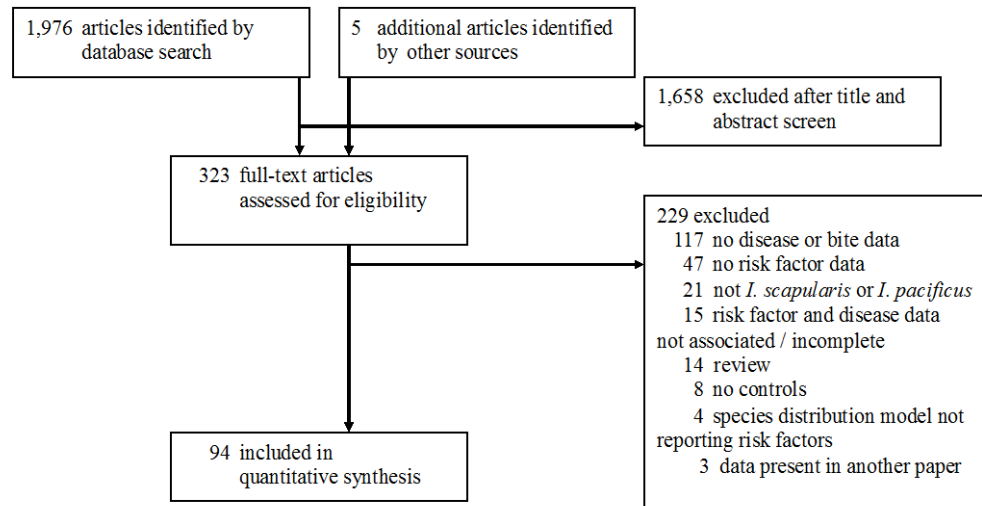 1,976 articles identified by
database search
5 additional articles identified
by other sources
1,658 excluded after title and
abstract screen
323 full-text articles
assessed for eligibility
229 excluded
117 no disease or bite data
47 no risk factor data
21 not I. scapularis or I. pacificus
15 risk factor and disease data
not associated / incomplete
14 review
8 no controls
4 species distribution model not
reporting risk factors
3 data present in another paper
94 included in
quantitative synthesis